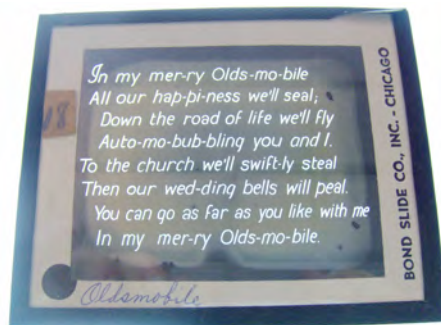 In my mer-ry Olds-mo-bile
All our hap-pi-ness we'll seal;
Down the road of life we'll fly
Auto-mo-bub-bling you and I.
To the church we'll swift-ly steal
Then our wed-ding bells will peal.
You can go as far as you like with me
In my mer-ry Olds-mo-bile.
Oldsmobile
BOND SLIDE CO., INC. - CHICAGO